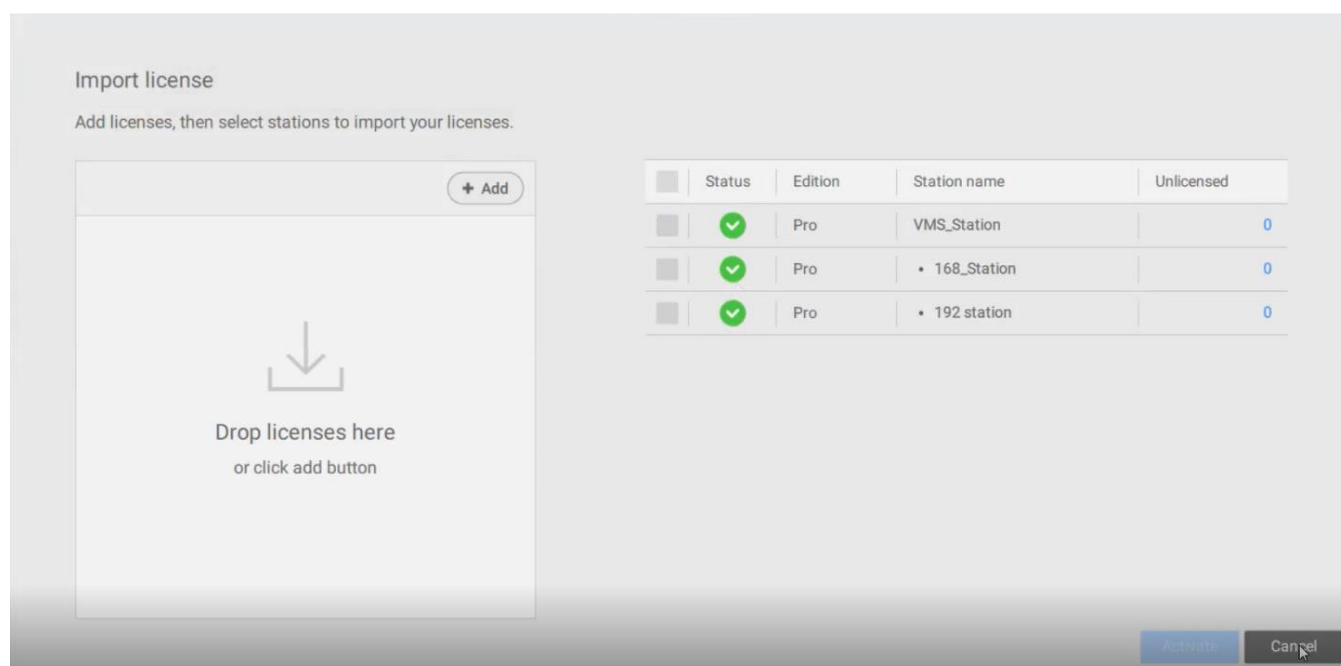 Import license
Add licenses, then select stations to import your licenses.
+ Add
Drop licenses here
or click add button
Status Edition Station name Unlicensed
Pro VMS_Station 0
Pro • 168_Station 0
Pro • 192 station 0
Activate Cancel